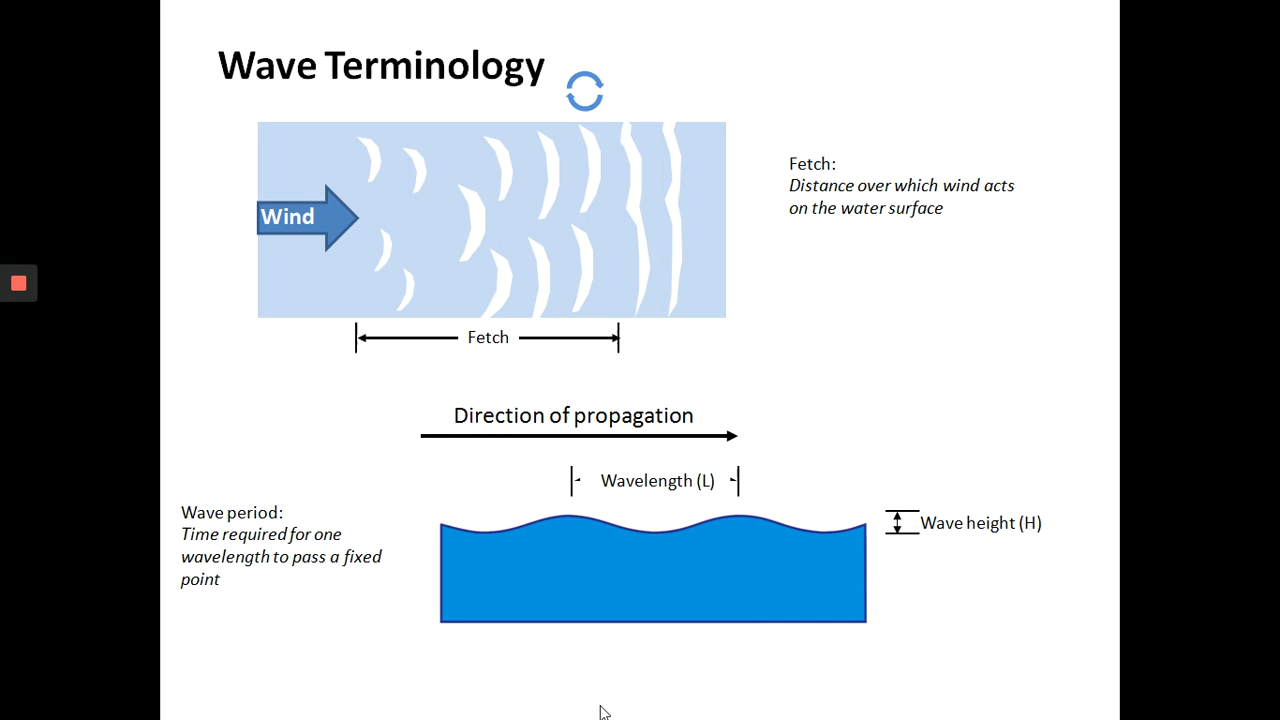 Wave Terminology
Wind
Fetch:
Distance over which wind acts
on the water surface
Fetch
Direction of propagation
Wavelength (L)
Wave period:
Time required for one
wavelength to pass a fixed
point
Wave height (H)